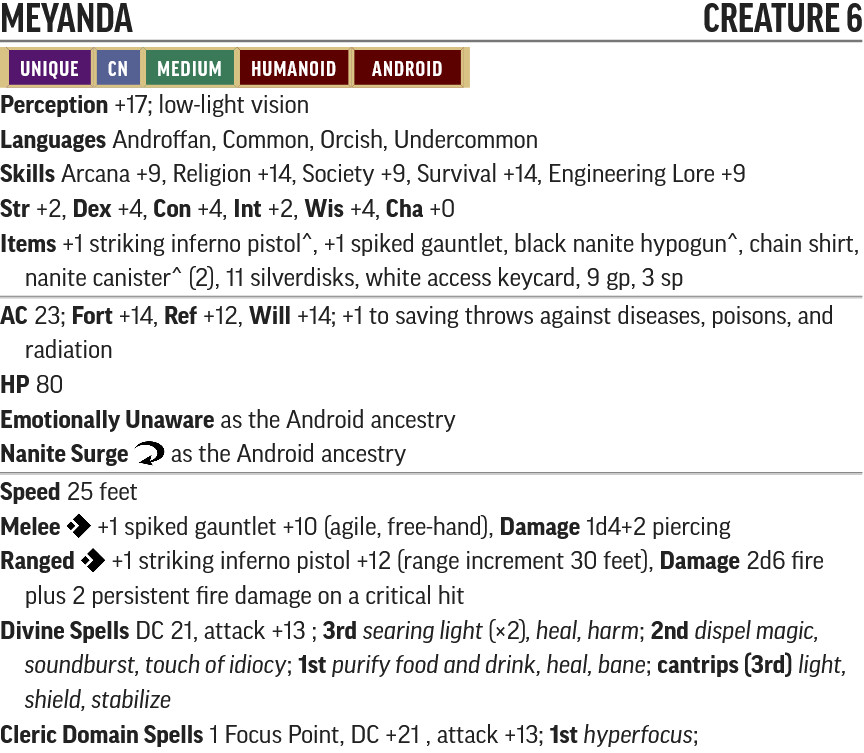 MEYANDA CREATURE 6
UNIQUE CN MEDIUM HUMANOID ANDROID
Perception +17; low-light vision
Languages Androffan, Common, Orcish, Undercommon
Skills Arcana +9, Religion +14, Society +9, Survival +14, Engineering Lore +9
Str +2, Dex +4, Con +4, Int +2, Wis +4, Cha +0
Items +1 striking inferno pistol^, +1 spiked gauntlet, black nanite hypogun^, chain shirt,
nanite canister^ (2), 11 silverdisks, white access keycard, 9 gp, 3 sp
AC 23; Fort +14, Ref +12, Will +14; +1 to saving throws against diseases, poisons, and
radiation
HP 80
Emotionally Unaware as the Android ancestry
Nanite Surge as the Android ancestry
Speed 25 feet
Melee +1 spiked gauntlet +10 (agile, free-hand), Damage 1d4+2 piercing
Ranged +1 striking inferno pistol +12 (range increment 30 feet), Damage 2d6 fire
plus 2 persistent fire damage on a critical hit
Divine Spells DC 21, attack +13 ; 3rd searing light (×2), heal, harm; 2nd dispel magic,
soundburst, touch of idiocy; 1st purify food and drink, heal, bane; cantrips (3rd) light,
shield, stabilize
Cleric Domain Spells 1 Focus Point, DC +21 , attack +13; 1st hyperfocus;